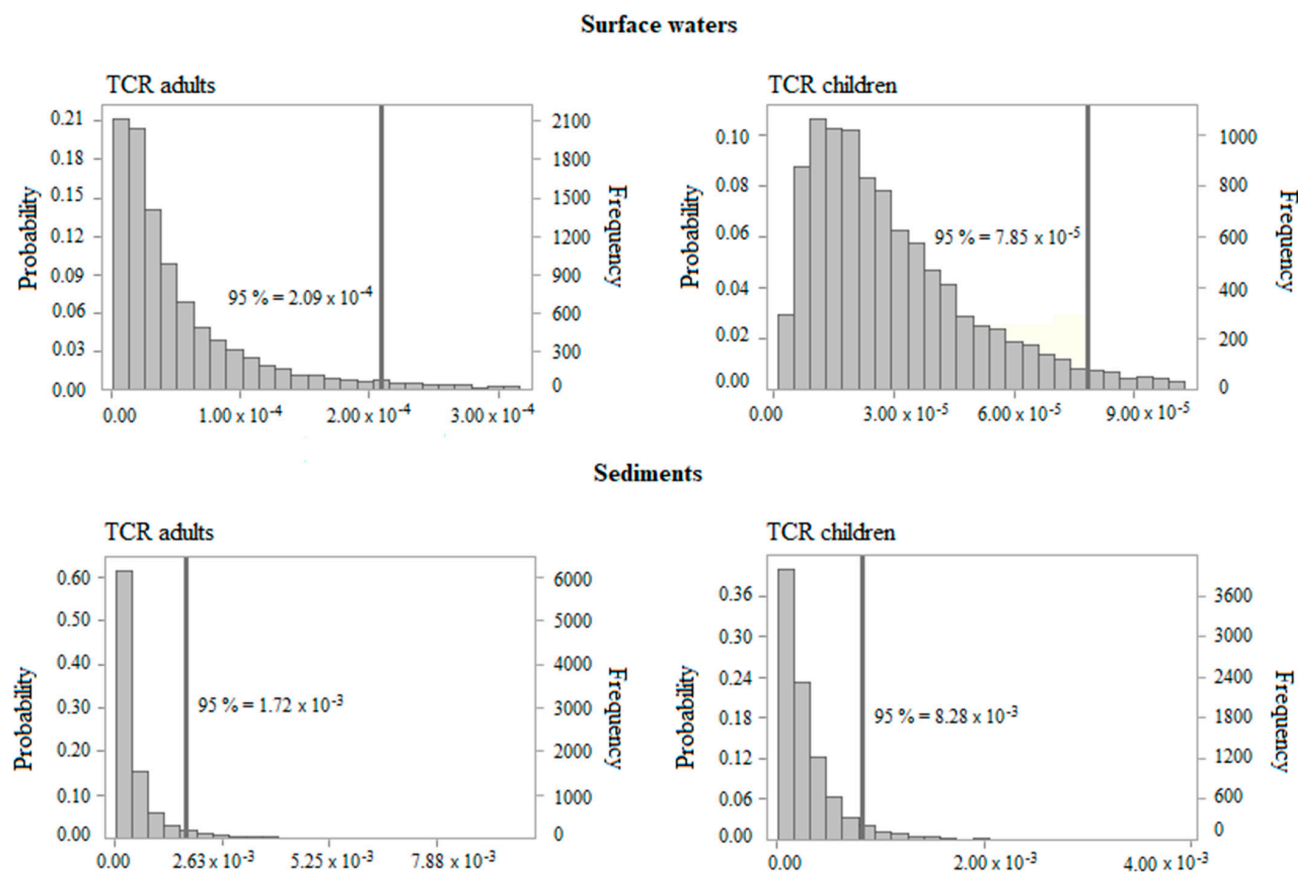 Surface waters
TCR adults
Probability
0.21
0.18
0.15
0.12
0.09
0.06
0.03
0.00
95 % = 2.09 x 10⁻⁴
2100
1800
1500
1200
900
600
300
0
Frequency
0.00
1.00 x 10⁻⁴
2.00 x 10⁻⁴
3.00 x 10⁻⁴
TCR children
Probability
0.10
0.08
0.06
0.04
0.02
0.00
95 % = 7.85 x 10⁻⁵
1000
800
600
400
200
0
Frequency
0.00
3.00 x 10⁻⁵
6.00 x 10⁻⁵
9.00 x 10⁻⁵
Sediments
TCR adults
Probability
0.60
0.50
0.40
0.30
0.20
0.10
0.00
95 % = 1.72 x 10⁻³
6000
5000
4000
3000
2000
1000
0
Frequency
0.00
2.63 x 10⁻³
5.25 x 10⁻³
7.88 x 10⁻³
TCR children
Probability
0.36
0.30
0.24
0.18
0.12
0.06
0.00
95 % = 8.28 x 10⁻³
3600
3000
2400
1800
1200
600
0
Frequency
0.00
2.00 x 10⁻³
4.00 x 10⁻³